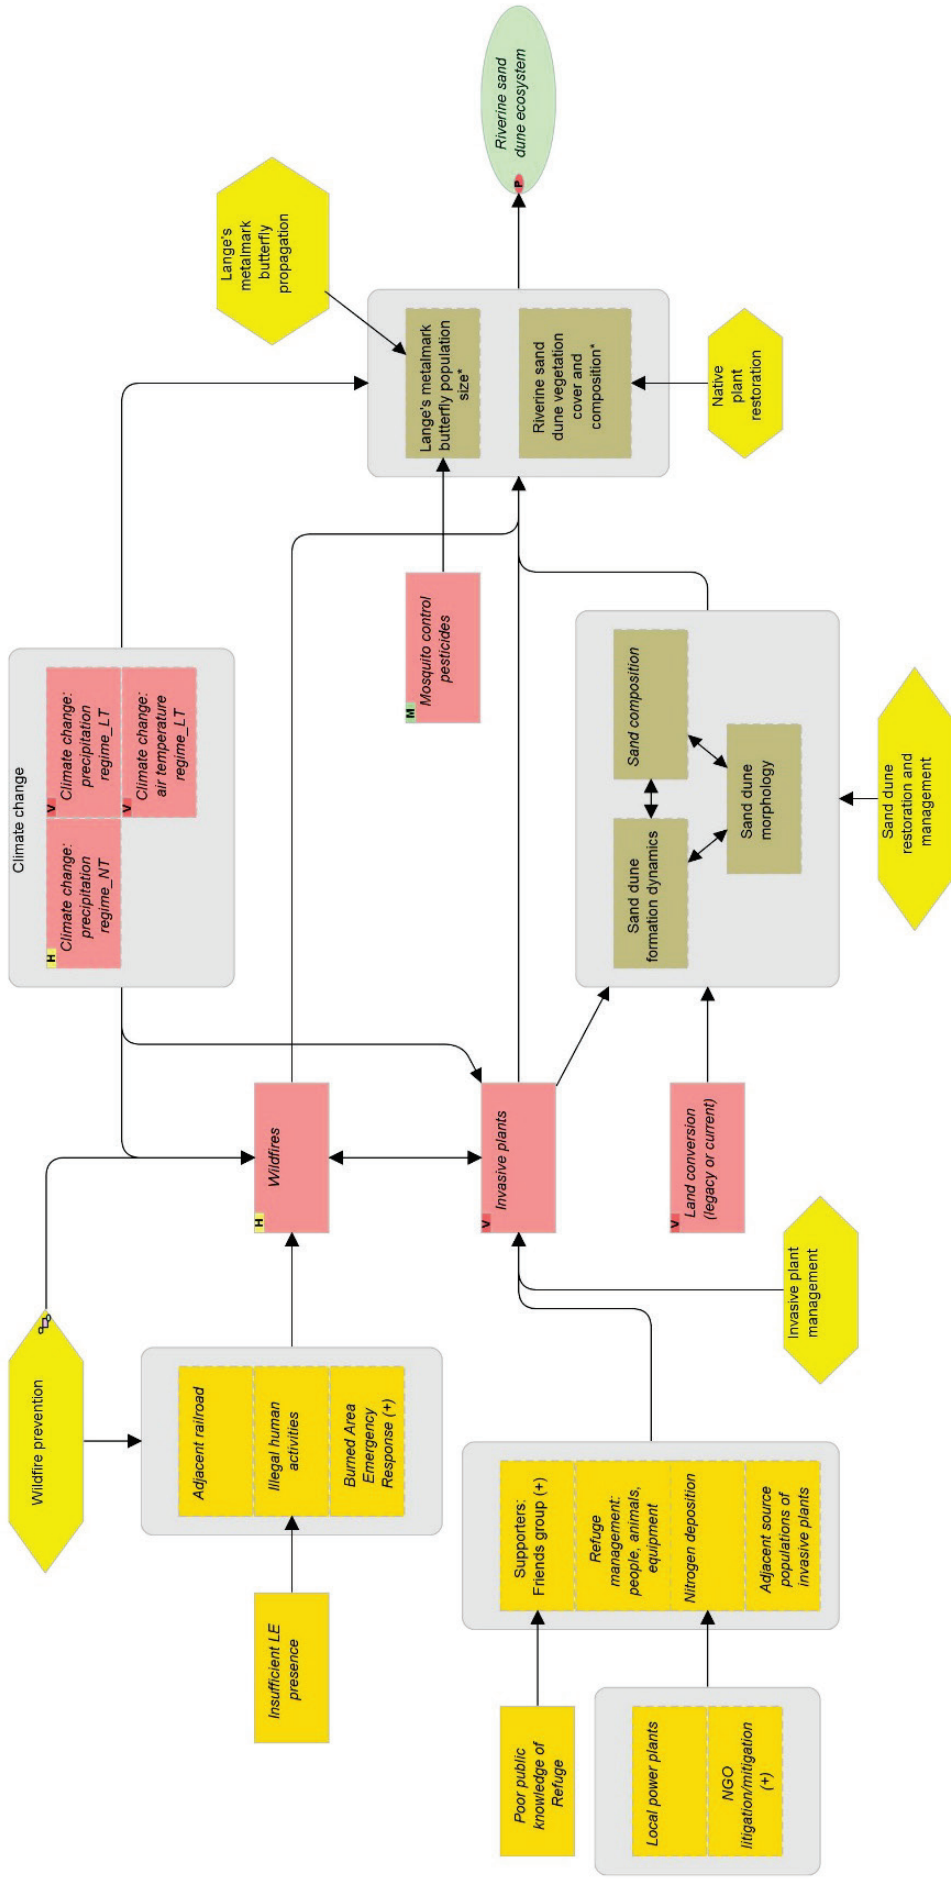 Wildfire prevention
Adjacent railroad
Illegal human
activities
Burned Area
Emergency
Response (+)
Insufficient LE
presence
Poor public
knowledge of
Refuge
Supporters:
Friends group (+)
Refuge
management:
people, animals,
equipment
Nitrogen deposition
Adjacent source
populations of
invasive plants
Local power plants
NGO
litigation/mitigation
(+)
Climate change
H
Climate change:
precipitation
regime_NT
V
Climate change:
precipitation
regime_LT
V
Climate change:
air temperature
regime_LT
H
Wildfires
V
Invasive plants
V
Land conversion
(legacy or current)
Invasive plant
management
M
Mosquito control
pesticides
Sand dune
formation dynamics
Sand composition
Sand dune
morphology
Sand dune
restoration and
management
Lange's
metalmark
butterfly
propagation
Lange's metalmark
butterfly population
size*
Riverine sand
dune vegetation
cover and
composition*
Native
plant
restoration
P
Riverine sand
dune ecosystem